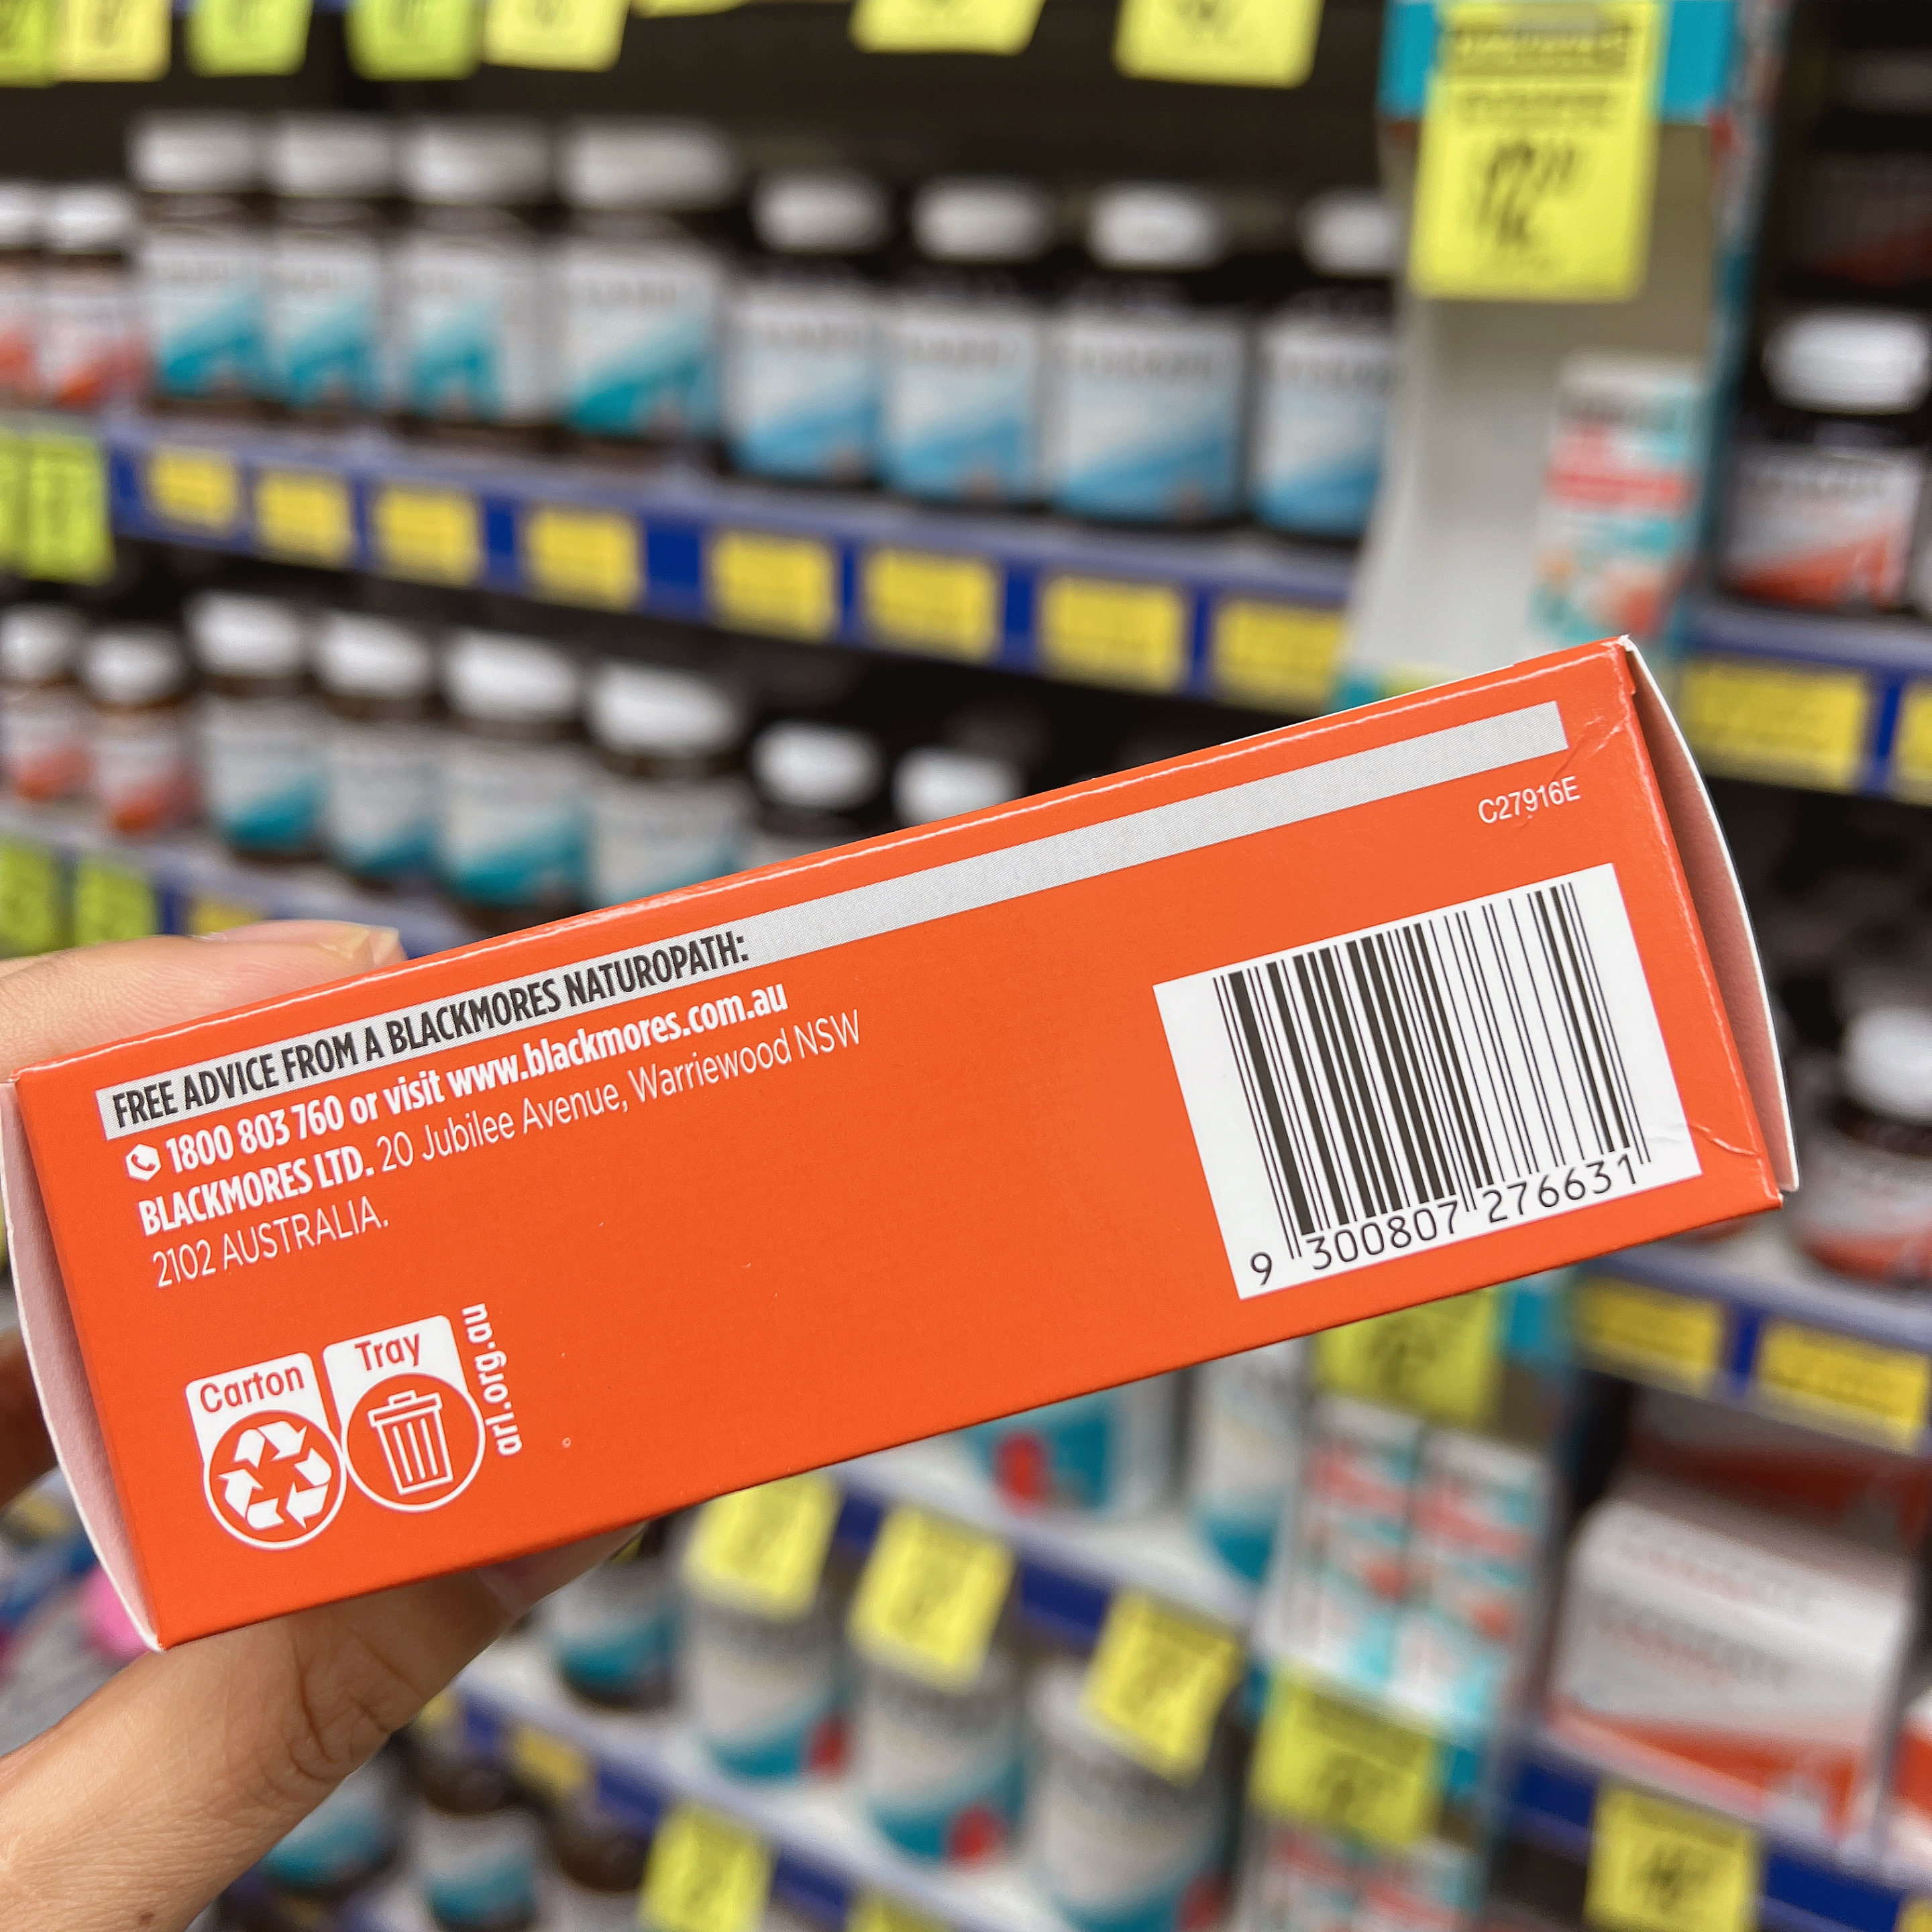 FREE ADVICE FROM A BLACKMORES NATUROPATH:
1800 803 760 or visit www.blackmores.com.au
BLACKMORES LTD. 20 Jubilee Avenue, Warriewood NSW
2102 AUSTRALIA.
C27916E
9 300807 276631
Carton
Tray
arl.org.au